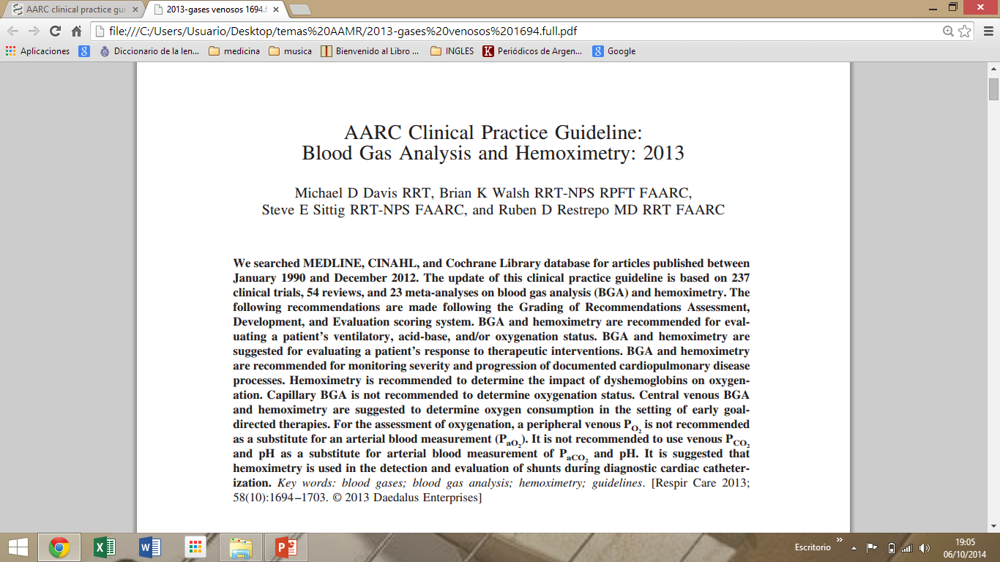 AARC clinical practice gui
2013-gases venosos 1694.f
file:///C:/Users/Usuario/Desktop/temas%20AAMR/2013-gases%20venosos%201694.full.pdf
Aplicaciones
Diccionario de la len...
medicina
musica
Bienvenido al Libro ...
INGLES
Periódicos de Argen...
Google
AARC Clinical Practice Guideline:
Blood Gas Analysis and Hemoximetry: 2013
Michael D Davis RRT, Brian K Walsh RRT-NPS RPFT FAARC,
Steve E Sittig RRT-NPS FAARC, and Ruben D Restrepo MD RRT FAARC
We searched MEDLINE, CINAHL, and Cochrane Library database for articles published between
January 1990 and December 2012. The update of this clinical practice guideline is based on 237
clinical trials, 54 reviews, and 23 meta-analyses on blood gas analysis (BGA) and hemoximetry. The
following recommendations are made following the Grading of Recommendations Assessment,
Development, and Evaluation scoring system. BGA and hemoximetry are recommended for eval-
uating a patient's ventilatory, acid-base, and/or oxygenation status. BGA and hemoximetry are
suggested for evaluating a patient's response to therapeutic interventions. BGA and hemoximetry
are recommended for monitoring severity and progression of documented cardiopulmonary disease
processes. Hemoximetry is recommended to determine the impact of dyshemoglobins on oxygen-
ation. Capillary BGA is not recommended to determine oxygenation status. Central venous BGA
and hemoximetry are suggested to determine oxygen consumption in the setting of early goal-
directed therapies. For the assessment of oxygenation, a peripheral venous PO2 is not recommended
as a substitute for an arterial blood measurement (PaO2). It is not recommended to use venous PCO2
and pH as a substitute for arterial blood measurement of PaCO2 and pH. It is suggested that
hemoximetry is used in the detection and evaluation of shunts during diagnostic cardiac catheter-
ization. Key words: blood gases; blood gas analysis; hemoximetry; guidelines. [Respir Care 2013;
58(10):1694–1703. © 2013 Daedalus Enterprises]
Escritorio
19:05
06/10/2014